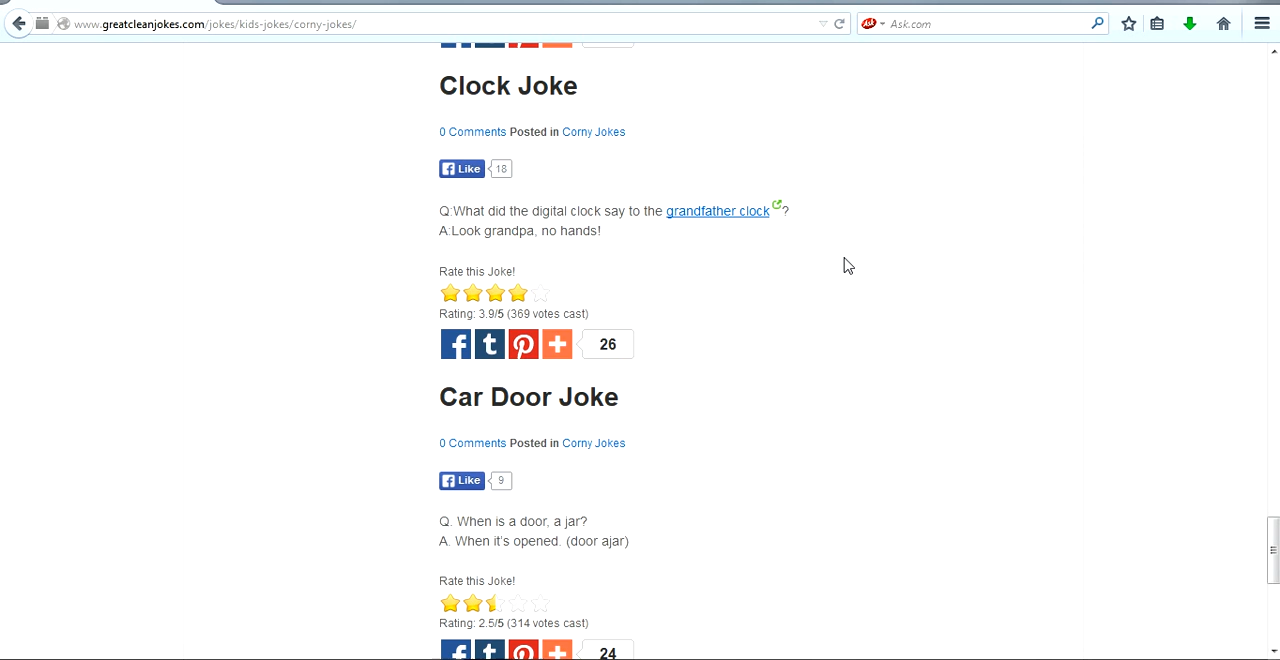 www.greatcleanjokes.com/jokes/kids-jokes/corny-jokes/
Ask Ask.com
Clock Joke
0 Comments Posted in Corny Jokes
Like 18
Q:What did the digital clock say to the grandfather clock?
A:Look grandpa, no hands!
Rate this Joke!
Rating: 3.9/5 (369 votes cast)
26
Car Door Joke
0 Comments Posted in Corny Jokes
Like 9
Q. When is a door, a jar?
A. When it's opened. (door ajar)
Rate this Joke!
Rating: 2.5/5 (314 votes cast)
24